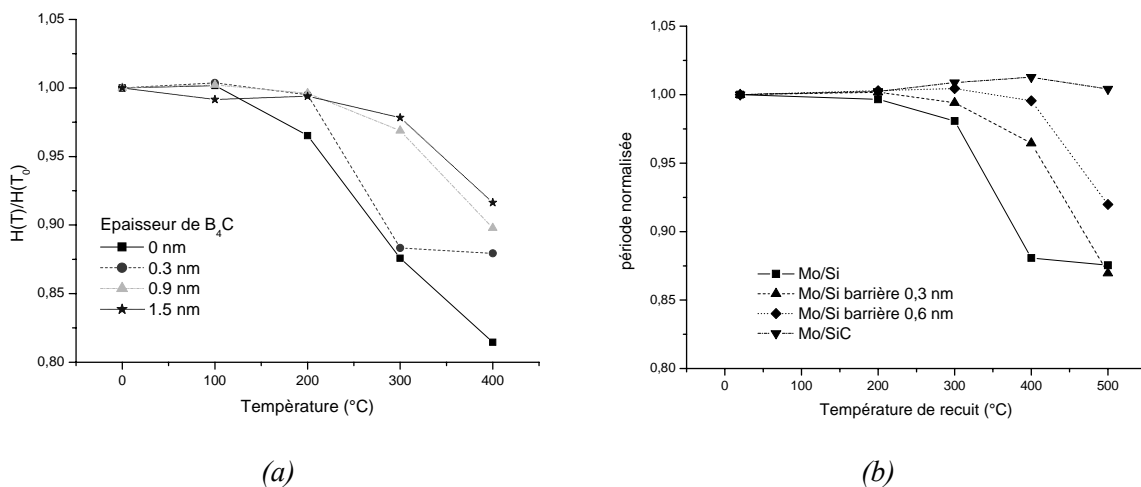 1,05
1,00
0,95
0,90
0,85
0,80
H(T)/H(T₀)
Epaisseur de B₄C
0 nm
0.3 nm
0.9 nm
1.5 nm
0 100 200 300 400
Tempèrature (°C)
(a)
1,05
1,00
0,95
0,90
0,85
0,80
période normalisée
Mo/Si
Mo/Si barrière 0,3 nm
Mo/Si barrière 0,6 nm
Mo/SiC
0 100 200 300 400 500
Température de recuit (°C)
(b)